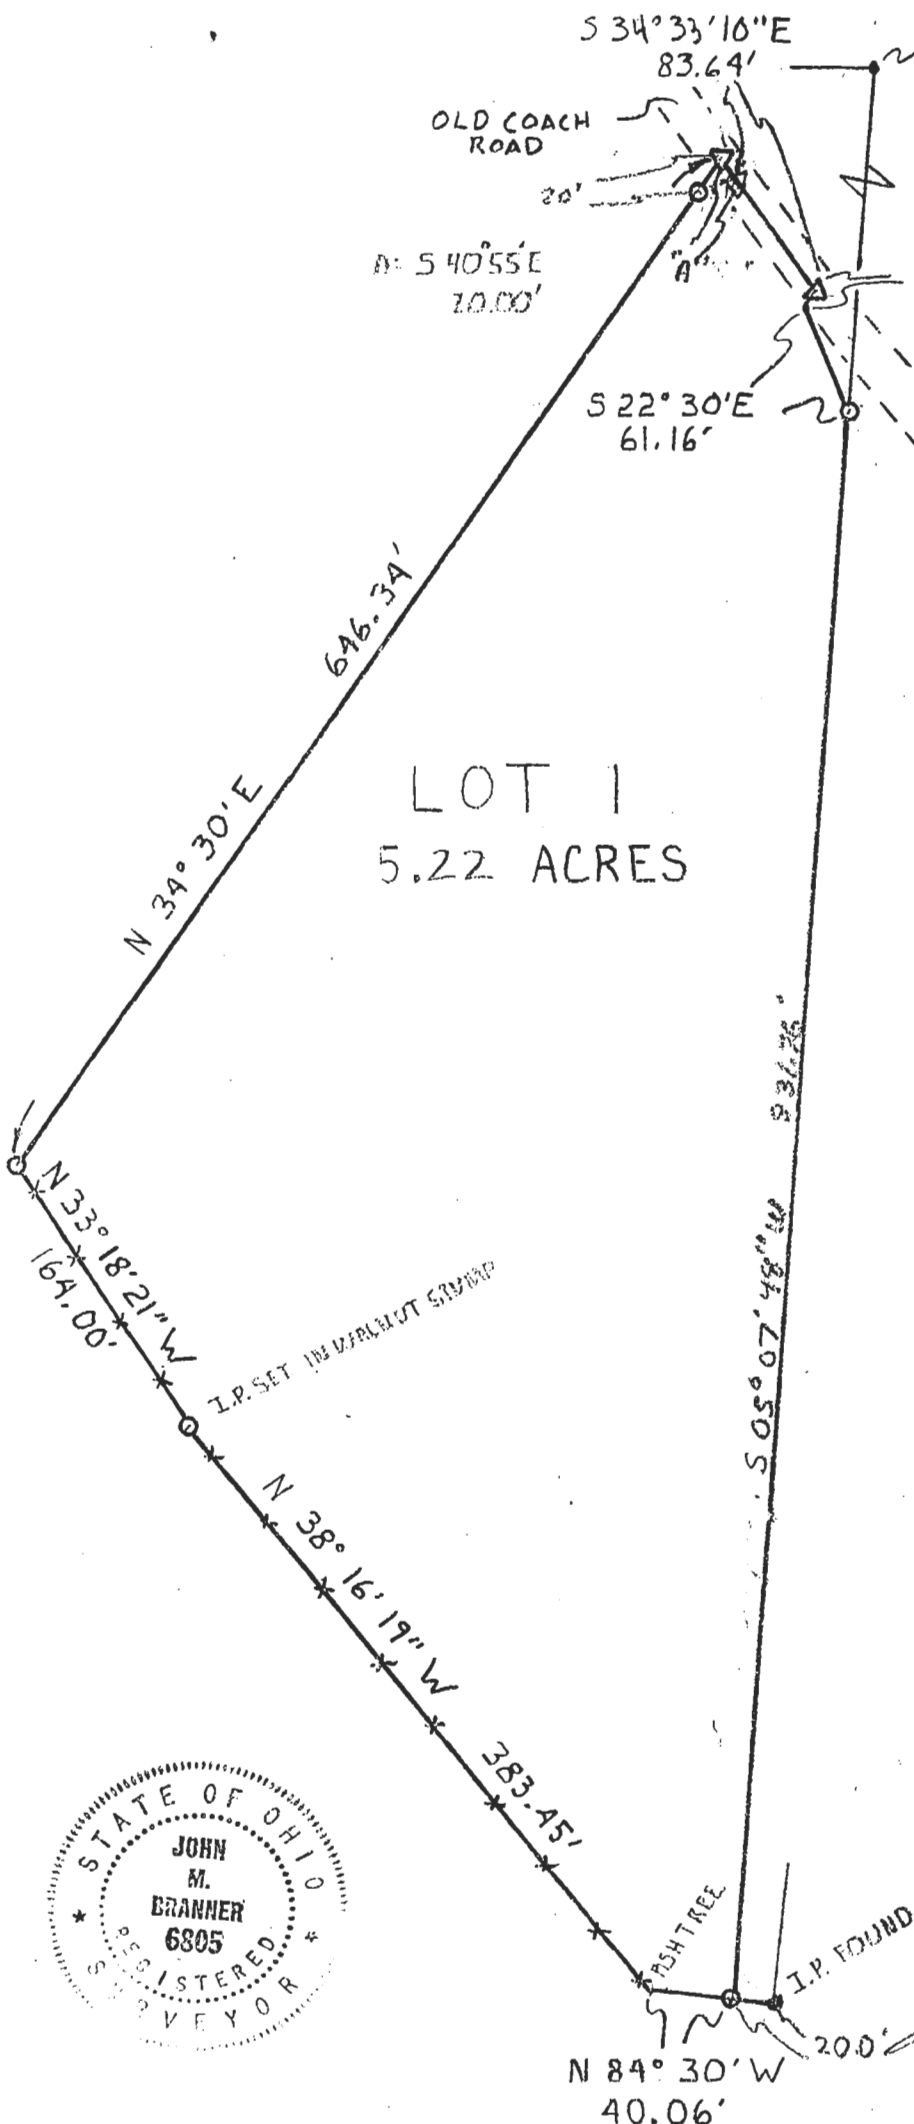 S 34° 33' 10" E
83.64'
OLD COACH
ROAD
20'
A: S 40° 55' E
20.00'
"A"
S 22° 30' E
61.16'
646.34'
N 34° 30' E
LOT 1
5.22 ACRES
S 05° 07' 48" W
N 33° 18' 21" W
164.00'
I.P. SET IN WALNUT STUMP
N 38° 16' 19" W
383.45'
STATE OF OHIO
JOHN
M.
BRANNER
6805
REGISTERED
SURVEYOR
ASH TREE
I.P. FOUND
20.0'
N 84° 30' W
40.06'